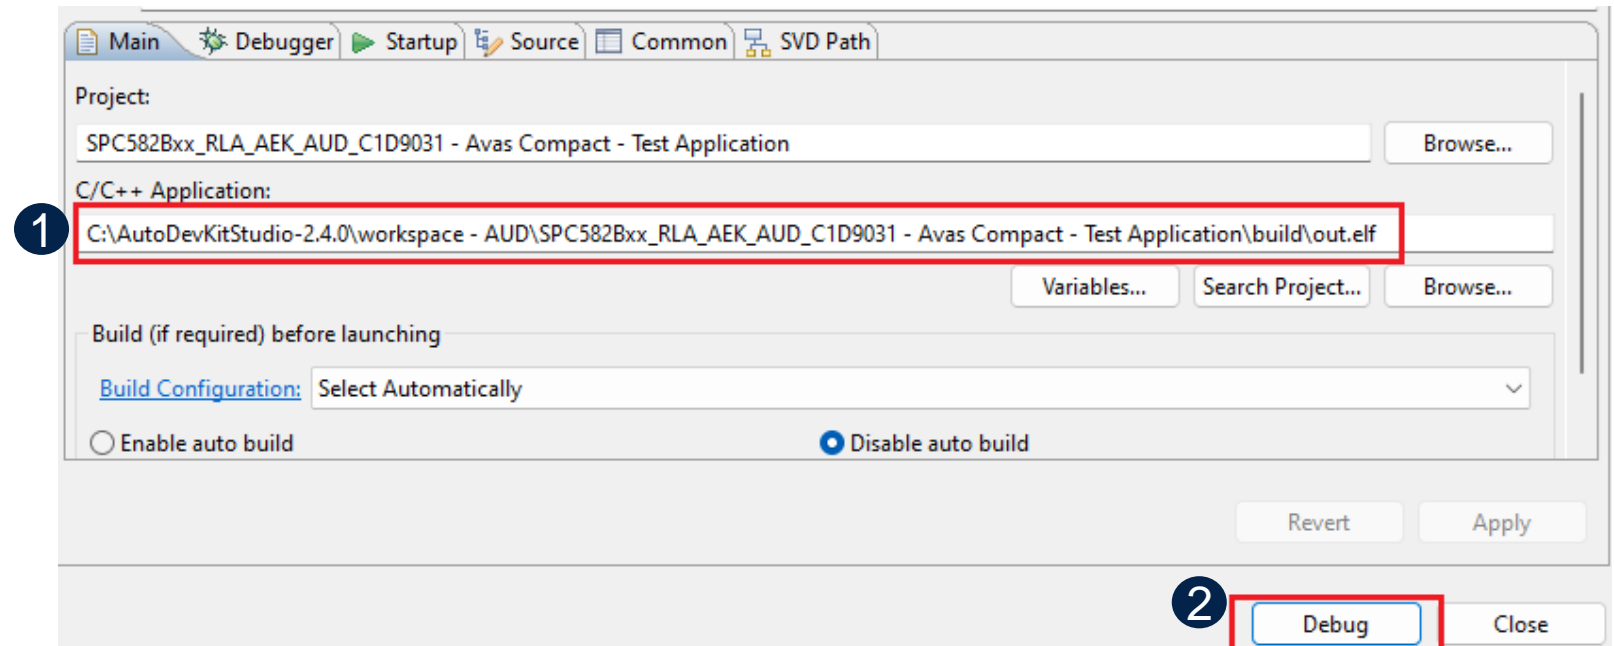 Main Debugger Startup Source Common SVD Path
Project:
SPC582Bxx_RLA_AEK_AUD_C1D9031 - Avas Compact - Test Application Browse...
C/C++ Application:
1 C:\AutoDevKitStudio-2.4.0\workspace - AUD\SPC582Bxx_RLA_AEK_AUD_C1D9031 - Avas Compact - Test Application\build\out.elf
Variables... Search Project... Browse...
Build (if required) before launching
Build Configuration: Select Automatically
Enable auto build Disable auto build
Revert Apply
2 Debug Close